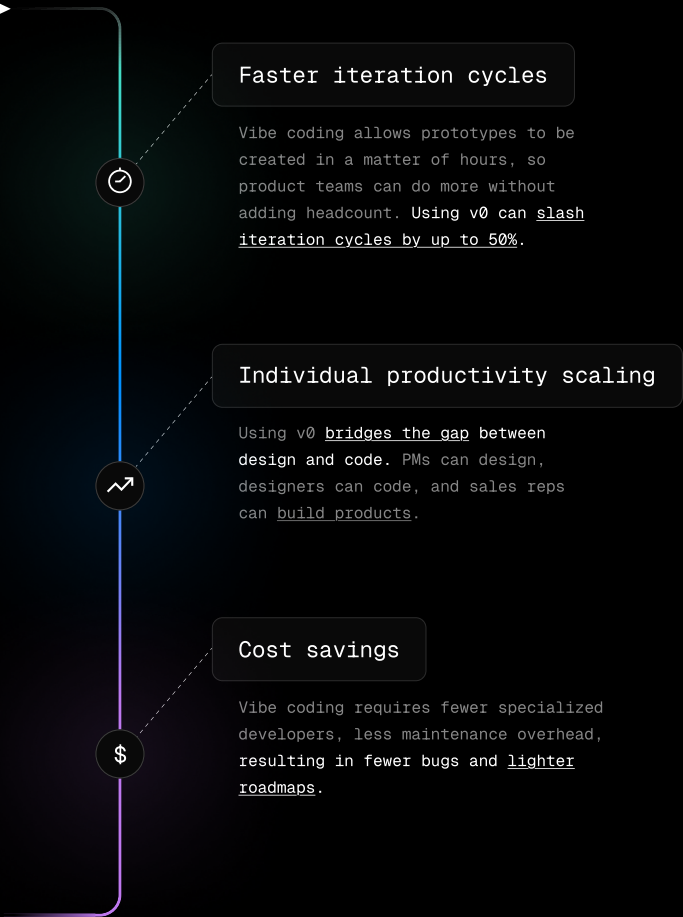 Faster iteration cycles
Vibe coding allows prototypes to be
created in a matter of hours, so
product teams can do more without
adding headcount. Using v0 can slash
iteration cycles by up to 50%.
Individual productivity scaling
Using v0 bridges the gap between
design and code. PMs can design,
designers can code, and sales reps
can build products.
Cost savings
$
Vibe coding requires fewer specialized
developers, less maintenance overhead,
resulting in fewer bugs and lighter
roadmaps.